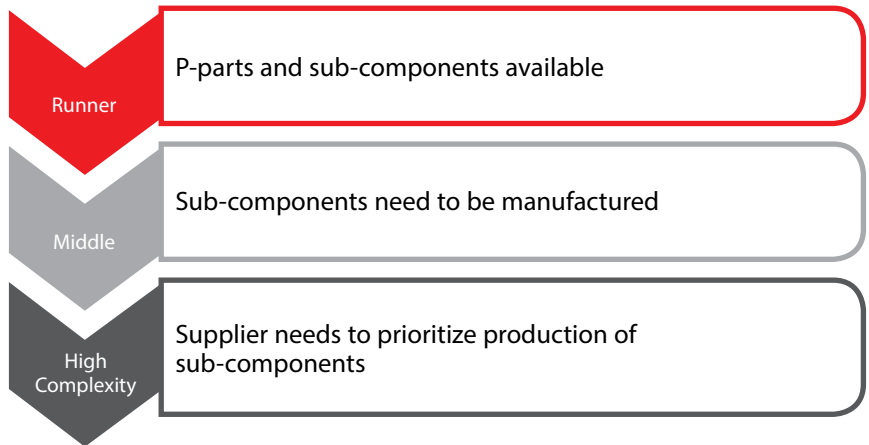 Runner
P-parts and sub-components available
Middle
Sub-components need to be manufactured
High
Complexity
Supplier needs to prioritize production of
sub-components